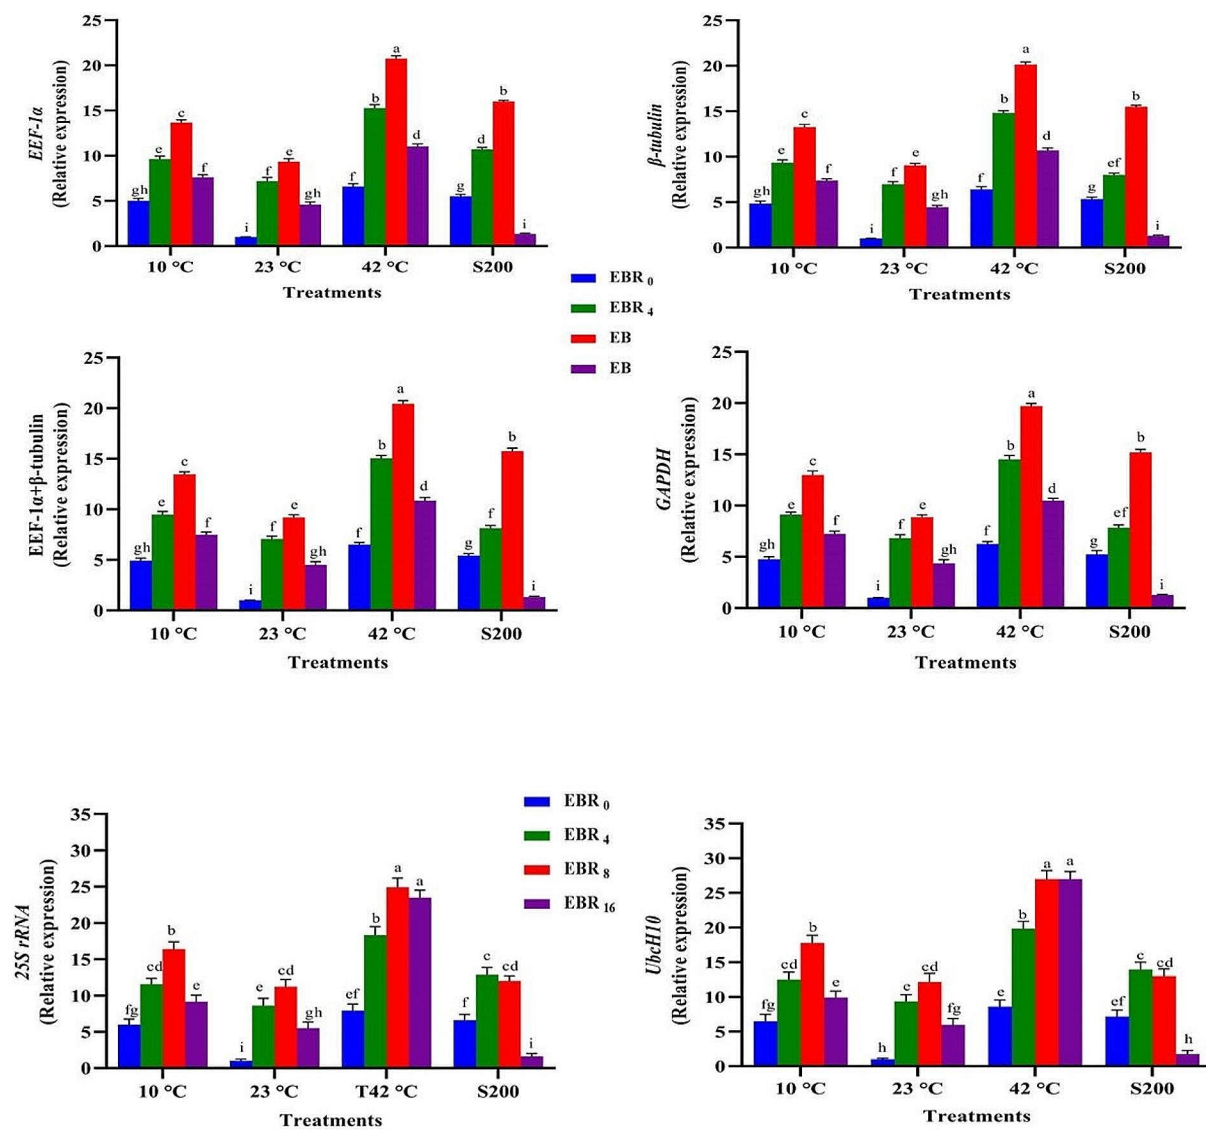 EEF-1α
(Relative expression)
25
20
15
10
5
0
gh
e
c
f
i
f
e
gh
f
b
a
d
g
d
b
i
10 °C
23 °C
42 °C
S200
Treatments
β-tubulin
(Relative expression)
25
20
15
10
5
0
gh
e
c
f
i
f
e
gh
f
b
a
d
g
ef
b
i
10 °C
23 °C
42 °C
S200
Treatments
EBR 0
EBR 4
EB
EB
EEF-1α+β-tubulin
(Relative expression)
25
20
15
10
5
0
gh
e
c
f
i
f
e
gh
f
b
a
d
g
f
b
i
10 °C
23 °C
42 °C
S200
Treatments
GAPDH
(Relative expression)
25
20
15
10
5
0
gh
e
c
f
i
f
e
gh
f
b
a
d
g
ef
b
i
10 °C
23 °C
42 °C
S200
Treatments
EBR 0
EBR 4
EBR 8
EBR 16
25S rRNA
(Relative expression)
35
30
25
20
15
10
5
0
fg
cd
b
e
i
e
cd
gh
ef
b
a
a
f
c
cd
i
10 °C
23 °C
T42 °C
S200
Treatments
UbcH10
(Relative expression)
35
30
25
20
15
10
5
0
fg
cd
b
e
h
e
cd
fg
e
b
a
a
ef
c
cd
h
10 °C
23 °C
42 °C
S200
Treatments